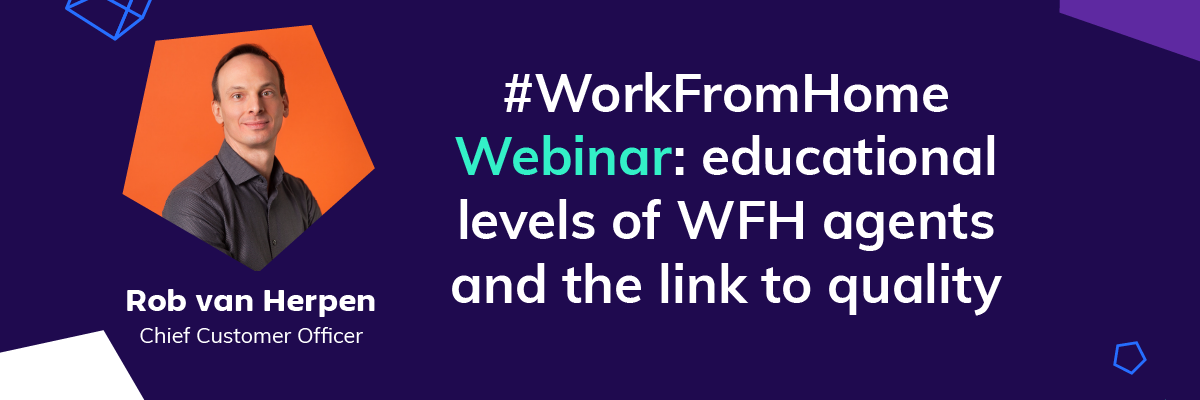 #WorkFromHome
Webinar: educational
levels of WFH agents
and the link to quality
Rob van Herpen
Chief Customer Officer